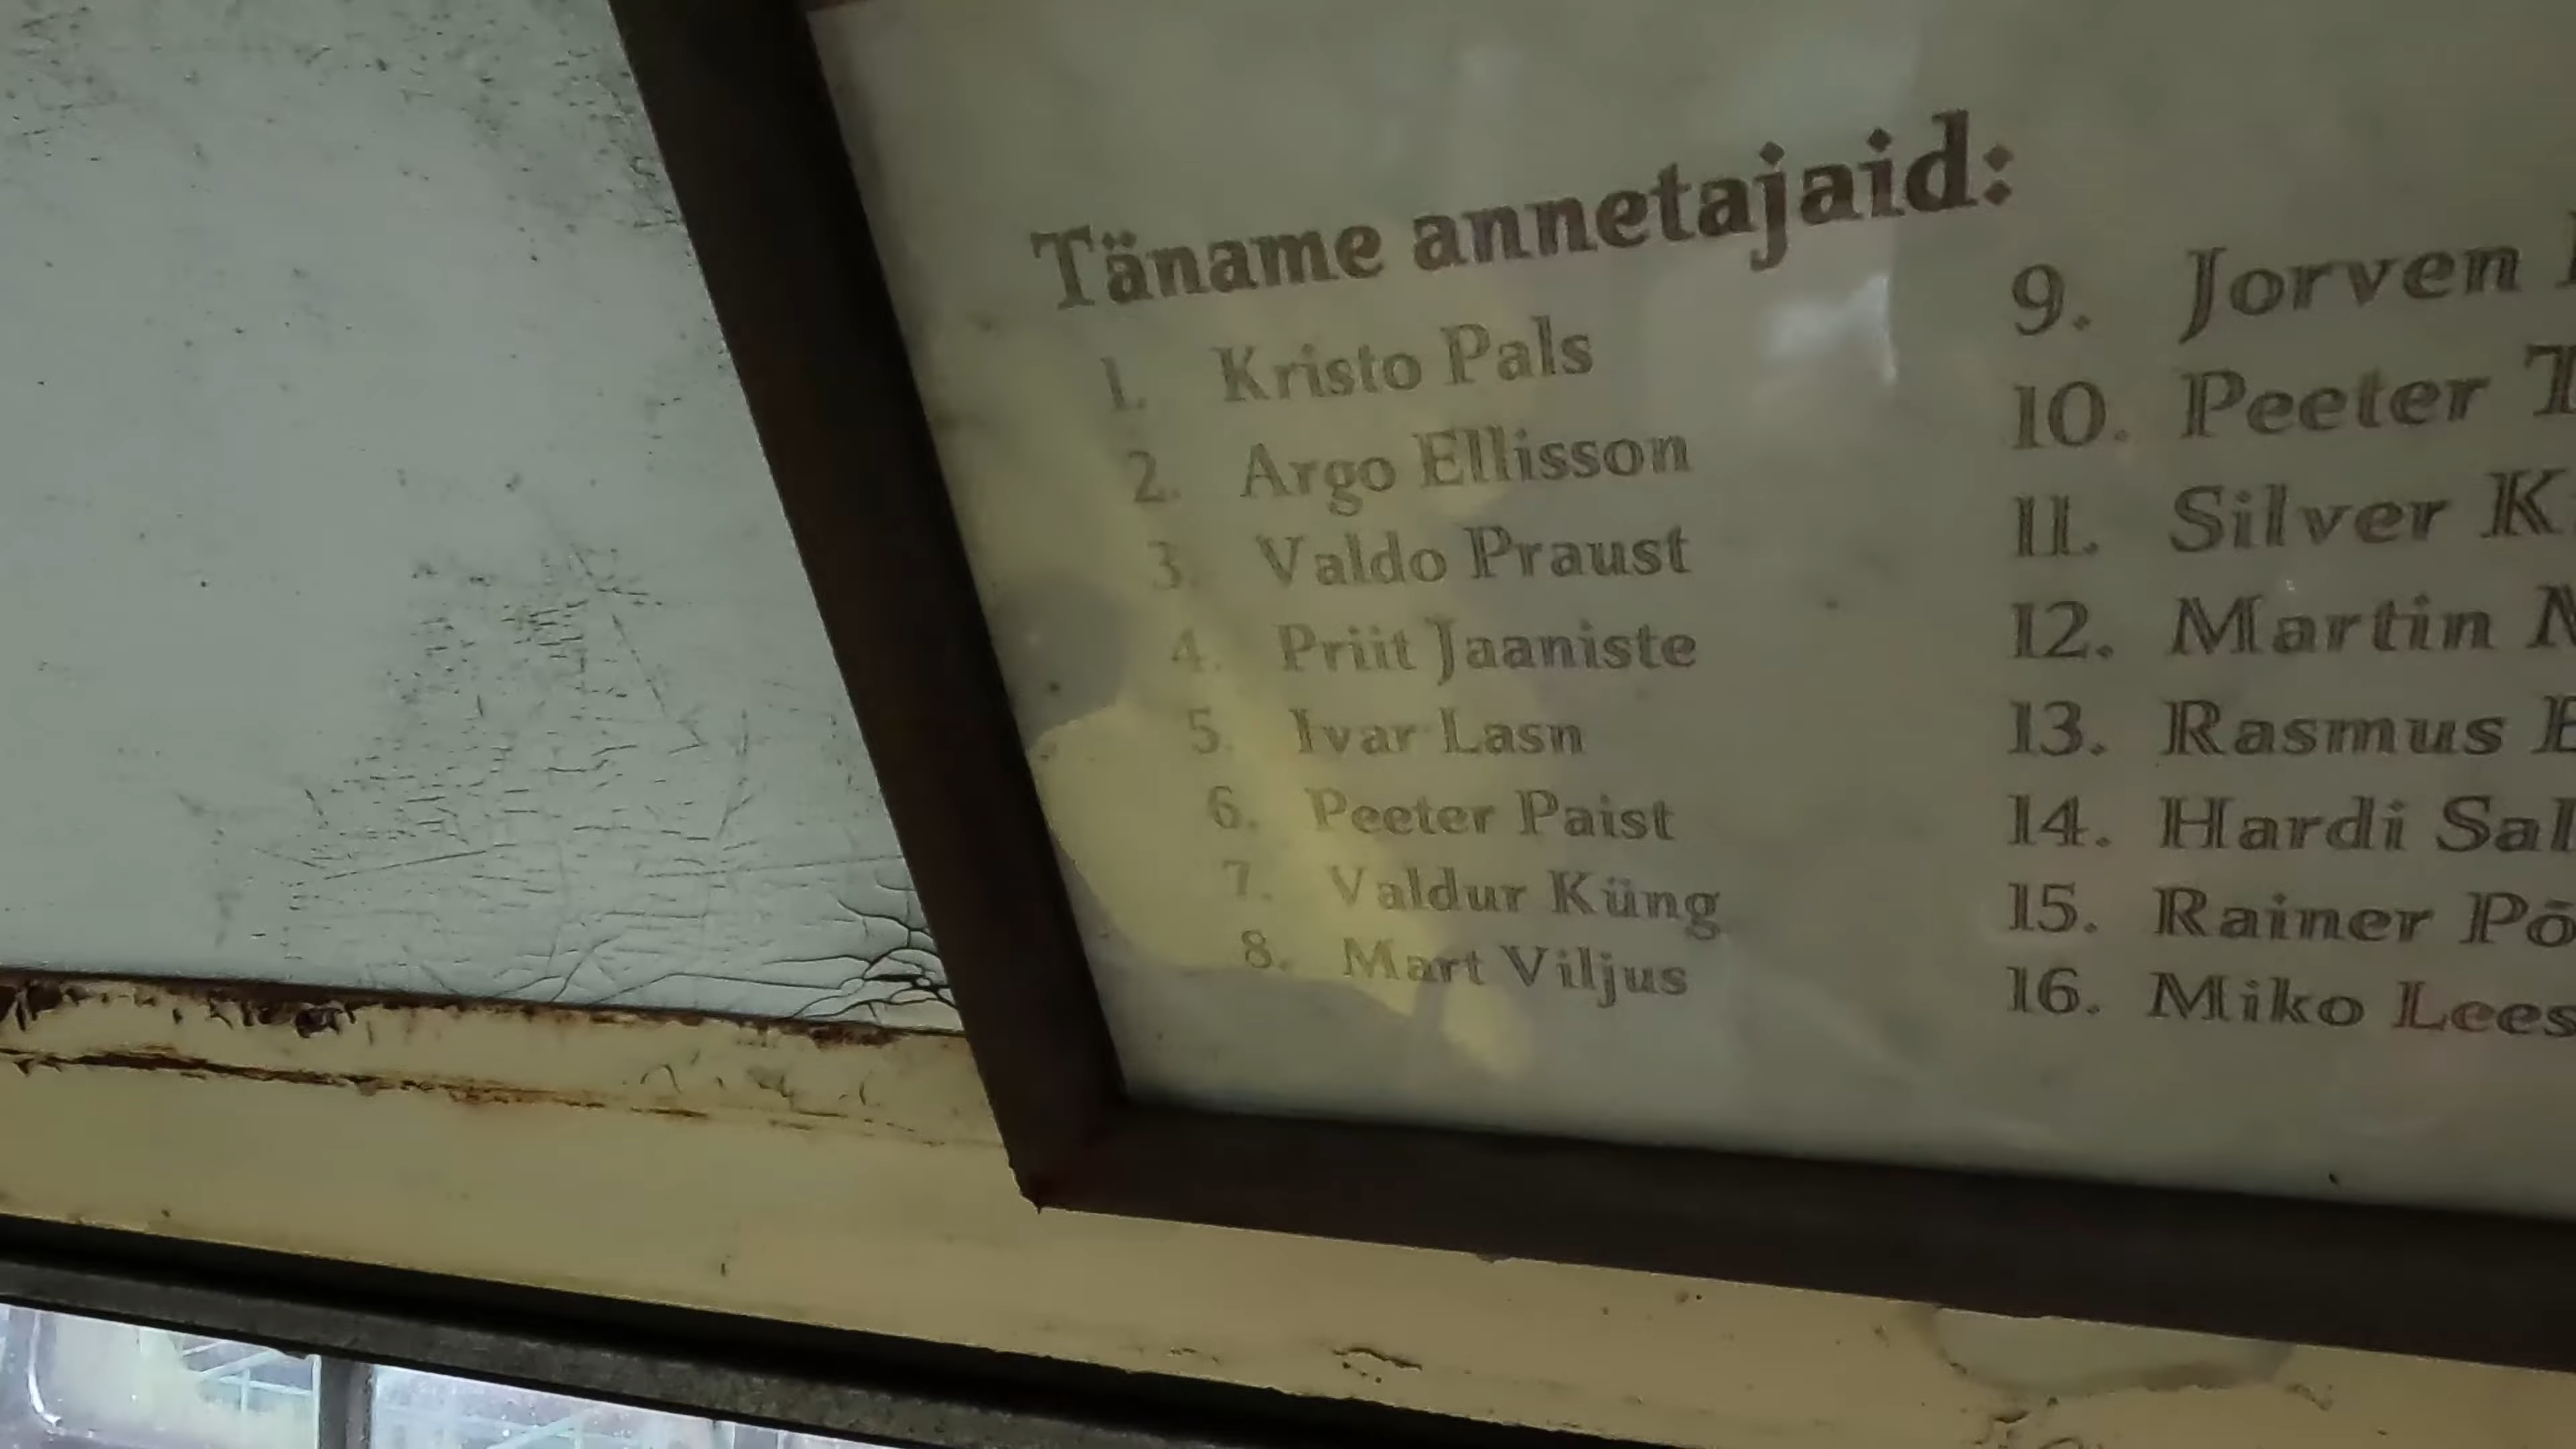 Täname annetajaid:
1. Kristo Pals
2. Argo Ellisson
3. Valdo Praust
4. Priit Jaaniste
5. Ivar Lasn
6. Peeter Paist
7. Valdur Küng
8. Mart Viljus
9. Jorven
10. Peeter
11. Silver
12. Martin
13. Rasmus
14. Hardi
15. Rainer
16. Miko